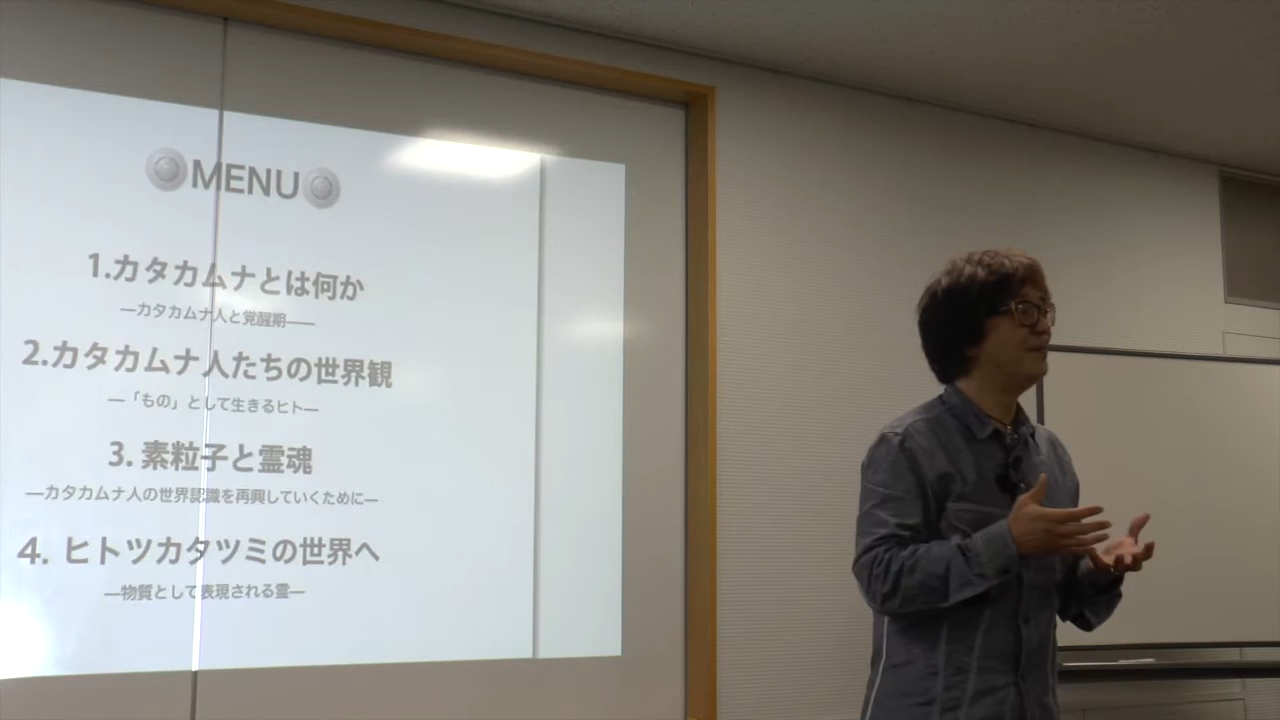 MENU
1.カタカムナとは何か
―カタカムナ人と覚醒期――
2.カタカムナ人たちの世界観
―「もの」として生きるヒト―
3. 素粒子と霊魂
―カタカムナ人の世界認識を再興していくために―
4. ヒトツカタツミの世界へ
―物質として表現される霊―